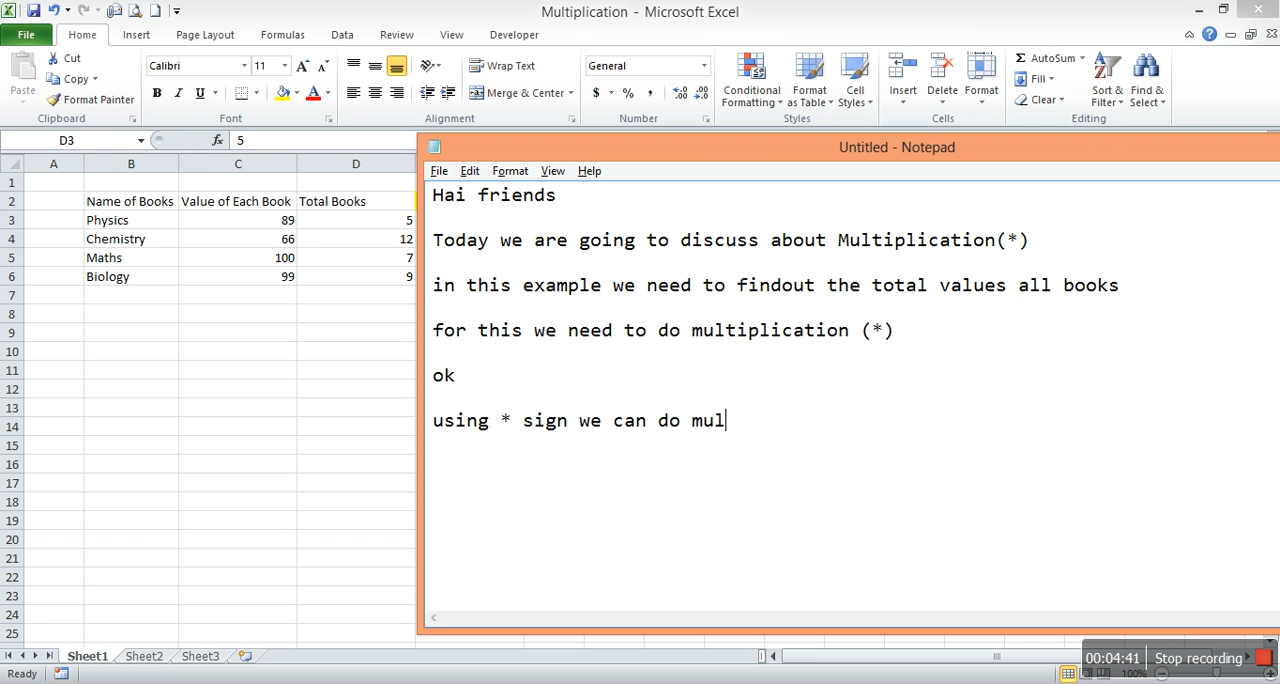 Multiplication - Microsoft Excel
File Home Insert Page Layout Formulas Data Review View Developer
Paste
Cut
Copy
Format Painter
Clipboard
Calibri 11
B I U
Font
Wrap Text
Merge & Center
Alignment
General
$ % ,
Number
Conditional Formatting
Format as Table
Cell Styles
Styles
Insert Delete Format
Cells
Σ AutoSum
Fill
Clear
Sort & Filter
Find & Select
Editing
D3 fx 5
A B C D
1
2 Name of Books Value of Each Book Total Books
3 Physics 89 5
4 Chemistry 66 12
5 Maths 100 7
6 Biology 99 9
7
8
9
10
11
12
13
14
15
16
17
18
19
20
21
22
23
24
25
Untitled - Notepad
File Edit Format View Help
Hai friends
Today we are going to discuss about Multiplication(*)
in this example we need to findout the total values all books
for this we need to do multiplication (*)
ok
using * sign we can do mul
Sheet1 Sheet2 Sheet3
Ready
100%
00:04:41 Stop recording